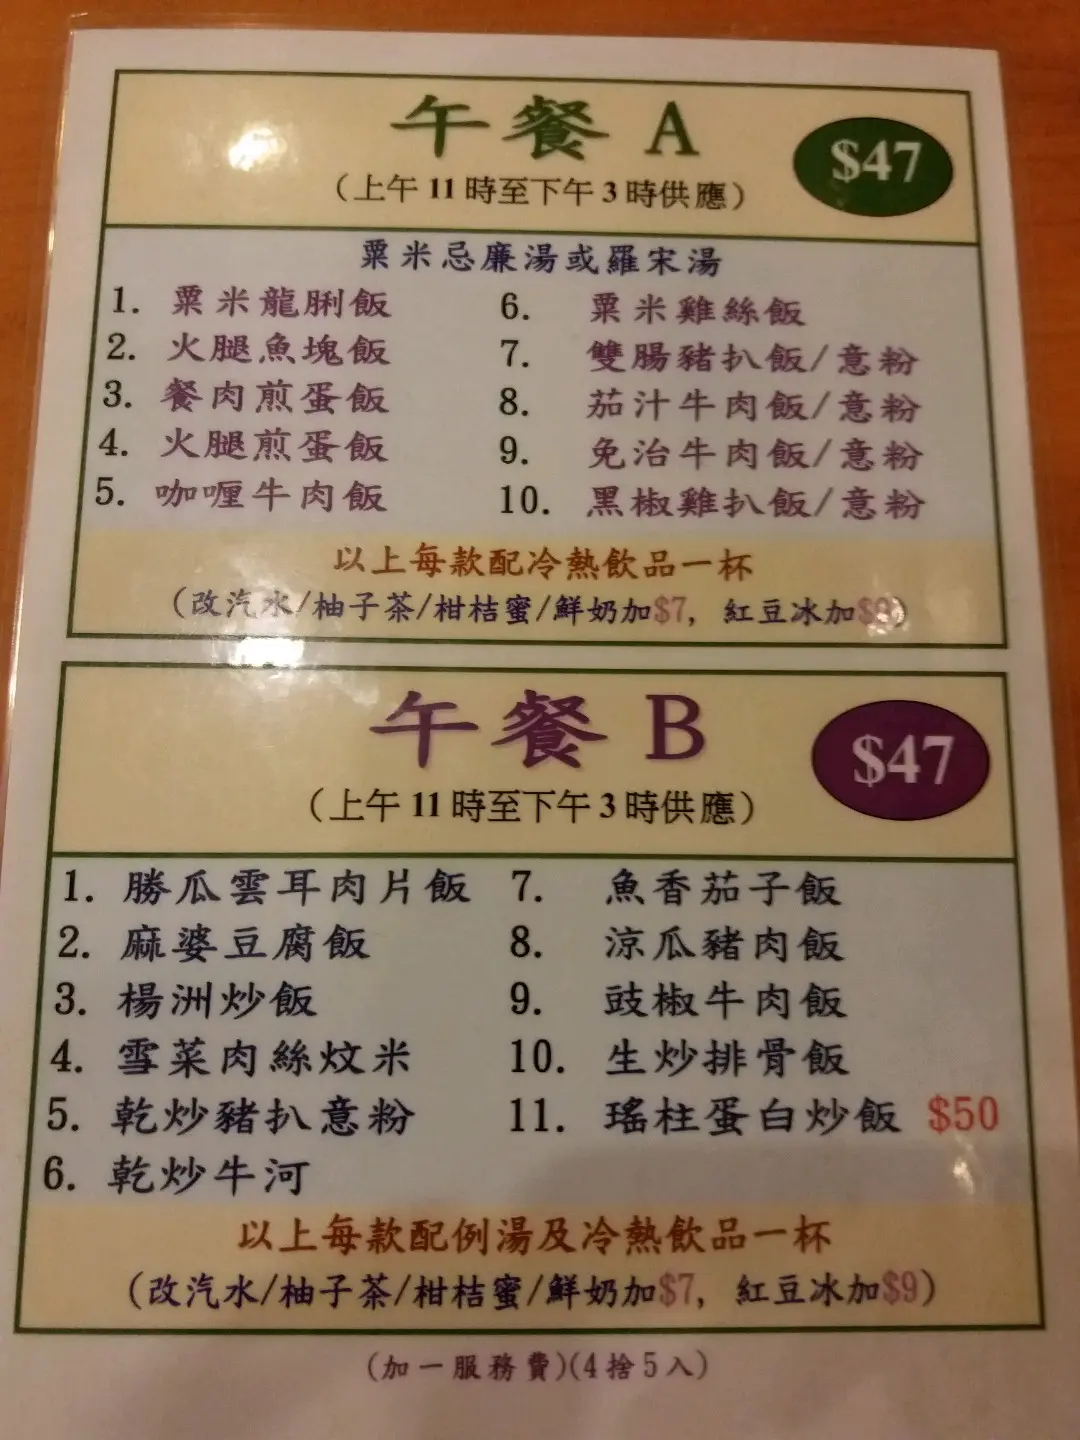 午餐 A
$47
(上午 11 時至下午 3 時供應)
粟米忌廉湯或羅宋湯
1. 粟米龍脷飯
2. 火腿魚塊飯
3. 餐肉煎蛋飯
4. 火腿煎蛋飯
5. 咖喱牛肉飯
6. 粟米雞絲飯
7. 雙腸豬扒飯/意粉
8. 茄汁牛肉飯/意粉
9. 免治牛肉飯/意粉
10. 黑椒雞扒飯/意粉
以上每款配冷熱飲品一杯
(改汽水/柚子茶/柑桔蜜/鮮奶加$7, 紅豆冰加$9)
午餐 B
$47
(上午 11 時至下午 3 時供應)
1. 勝瓜雲耳肉片飯
2. 麻婆豆腐飯
3. 楊洲炒飯
4. 雪菜肉絲炆米
5. 乾炒豬扒意粉
6. 乾炒牛河
7. 魚香茄子飯
8. 涼瓜豬肉飯
9. 豉椒牛肉飯
10. 生炒排骨飯
11. 瑤柱蛋白炒飯 $50
以上每款配例湯及冷熱飲品一杯
(改汽水/柚子茶/柑桔蜜/鮮奶加$7, 紅豆冰加$9)
(加一服務費)(4捨5入)